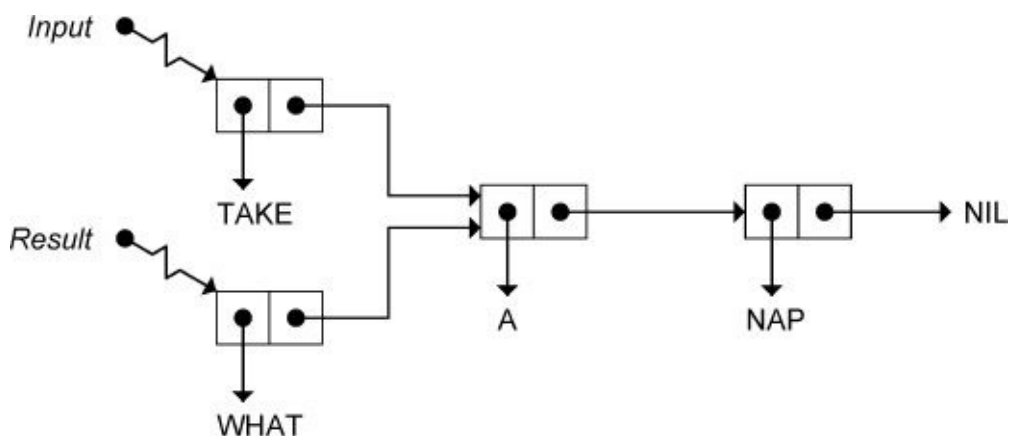 Input
TAKE
Result
NIL
A
NAP
WHAT